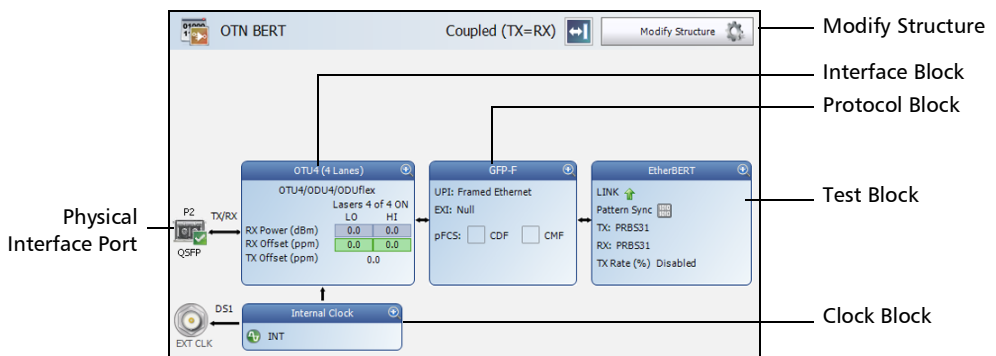 OTN BERT
Coupled (TX=RX)
Modify Structure
Modify Structure
Interface Block
Protocol Block
Test Block
Clock Block
Physical
Interface Port
P2
TX/RX
QSFP
OTU4 (4 Lanes)
OTU4/ODU4/ODUflex
Lasers 4 of 4 ON
LO HI
RX Power (dBm) 0.0 0.0
RX Offset (ppm) 0.0 0.0
TX Offset (ppm) 0.0
GFP-F
UPI: Framed Ethernet
EXI: Null
pFCS: CDF CMF
EtherBERT
LINK
Pattern Sync
TX: PRBS31
RX: PRBS31
TX Rate (%) Disabled
DS1
EXT CLK
Internal Clock
INT